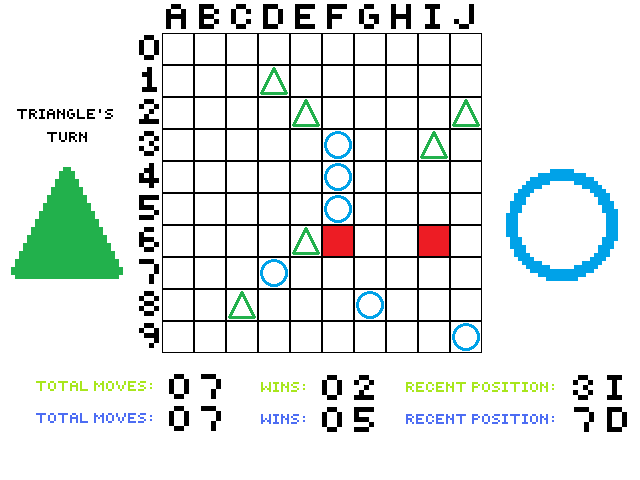 A B C D E F G H I J
0
1
2
TRIANGLE'S
TURN
3
4
5
6
7
8
9
TOTAL MOVES: 07 WINS: 02 RECENT POSITION: 3I
TOTAL MOVES: 07 WINS: 05 RECENT POSITION: 7D